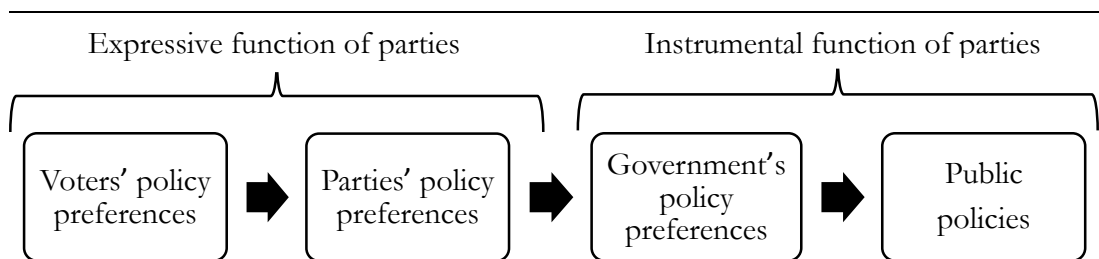 Expressive function of parties
Instrumental function of parties
Voters’ policy
preferences
Parties’ policy
preferences
Government’s
policy
preferences
Public
policies